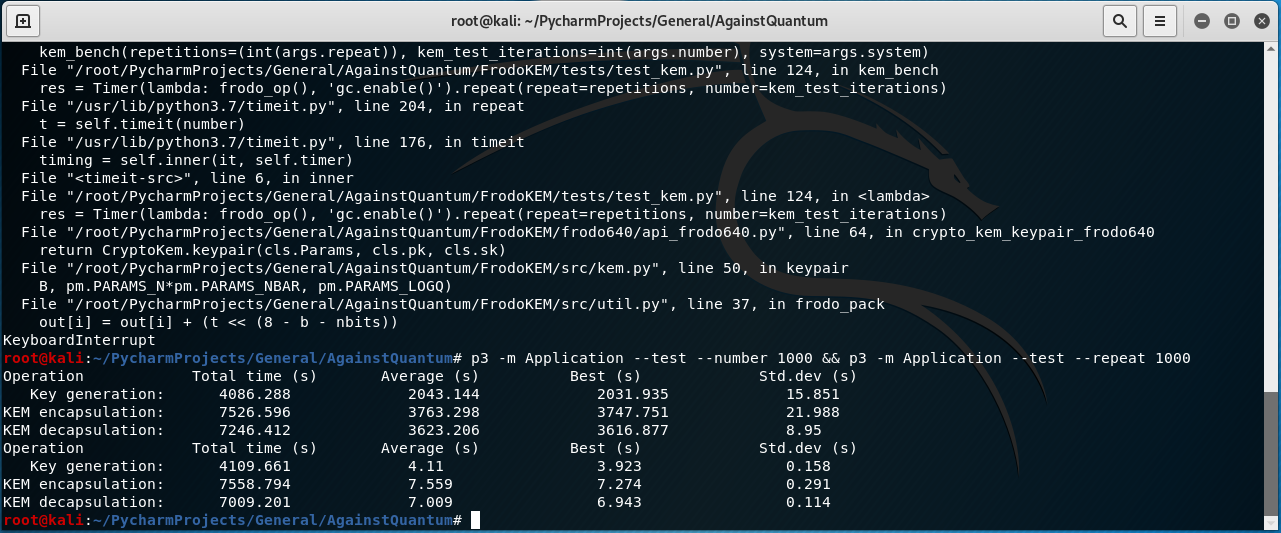 root@kali: ~/PycharmProjects/General/AgainstQuantum
kem_bench(repetitions=(int(args.repeat)), kem_test_iterations=int(args.number), system=args.system)
File "/root/PycharmProjects/General/AgainstQuantum/FrodoKEM/tests/test_kem.py", line 124, in kem_bench
res = Timer(lambda: frodo_op(), 'gc.enable()').repeat(repeat=repetitions, number=kem_test_iterations)
File "/usr/lib/python3.7/timeit.py", line 204, in repeat
t = self.timeit(number)
File "/usr/lib/python3.7/timeit.py", line 176, in timeit
timing = self.inner(it, self.timer)
File "<timeit-src>", line 6, in inner
File "/root/PycharmProjects/General/AgainstQuantum/FrodoKEM/tests/test_kem.py", line 124, in <lambda>
res = Timer(lambda: frodo_op(), 'gc.enable()').repeat(repeat=repetitions, number=kem_test_iterations)
File "/root/PycharmProjects/General/AgainstQuantum/FrodoKEM/frodo640/api_frodo640.py", line 64, in crypto_kem_keypair_frodo640
return CryptoKem.keypair(cls.Params, cls.pk, cls.sk)
File "/root/PycharmProjects/General/AgainstQuantum/FrodoKEM/src/kem.py", line 50, in keypair
B, pm.PARAMS_N*pm.PARAMS_NBAR, pm.PARAMS_LOGQ)
File "/root/PycharmProjects/General/AgainstQuantum/FrodoKEM/src/util.py", line 37, in frodo_pack
out[i] = out[i] + (t << (8 - b - nbits))
KeyboardInterrupt
root@kali:~/PycharmProjects/General/AgainstQuantum# p3 -m Application --test --number 1000 && p3 -m Application --test --repeat 1000
Operation Total time (s) Average (s) Best (s) Std.dev (s)
Key generation: 4086.288 2043.144 2031.935 15.851
KEM encapsulation: 7526.596 3763.298 3747.751 21.988
KEM decapsulation: 7246.412 3623.206 3616.877 8.95
Operation Total time (s) Average (s) Best (s) Std.dev (s)
Key generation: 4109.661 4.11 3.923 0.158
KEM encapsulation: 7558.794 7.559 7.274 0.291
KEM decapsulation: 7009.201 7.009 6.943 0.114
root@kali:~/PycharmProjects/General/AgainstQuantum#